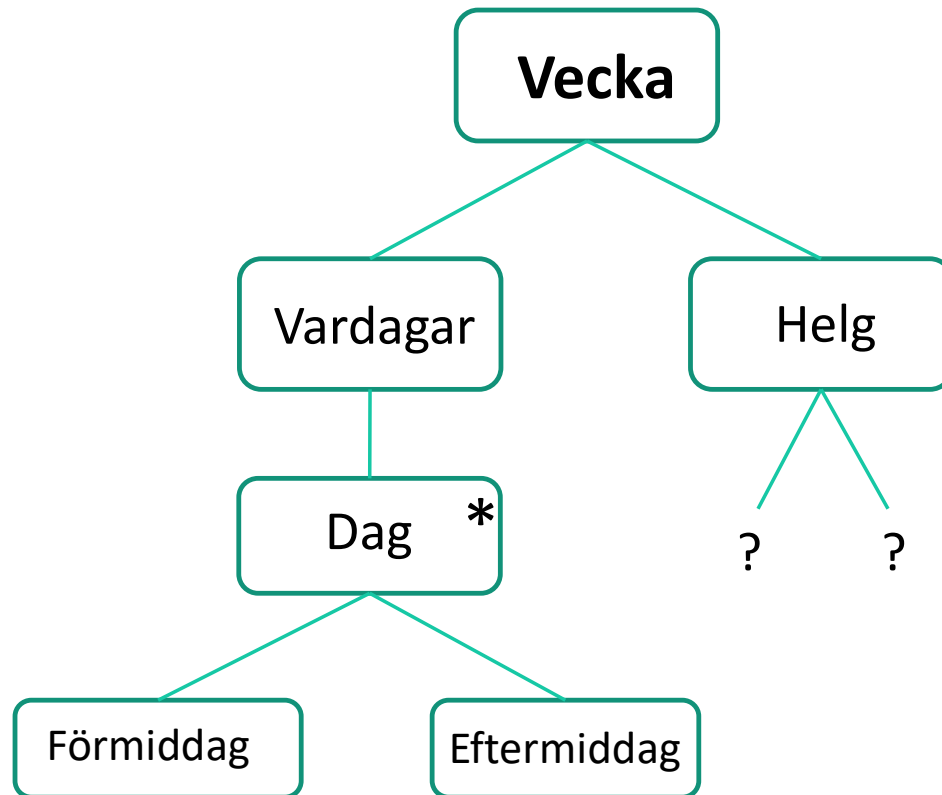 Vecka
Vardagar
Helg
Dag *
? ?
Förmiddag
Eftermiddag